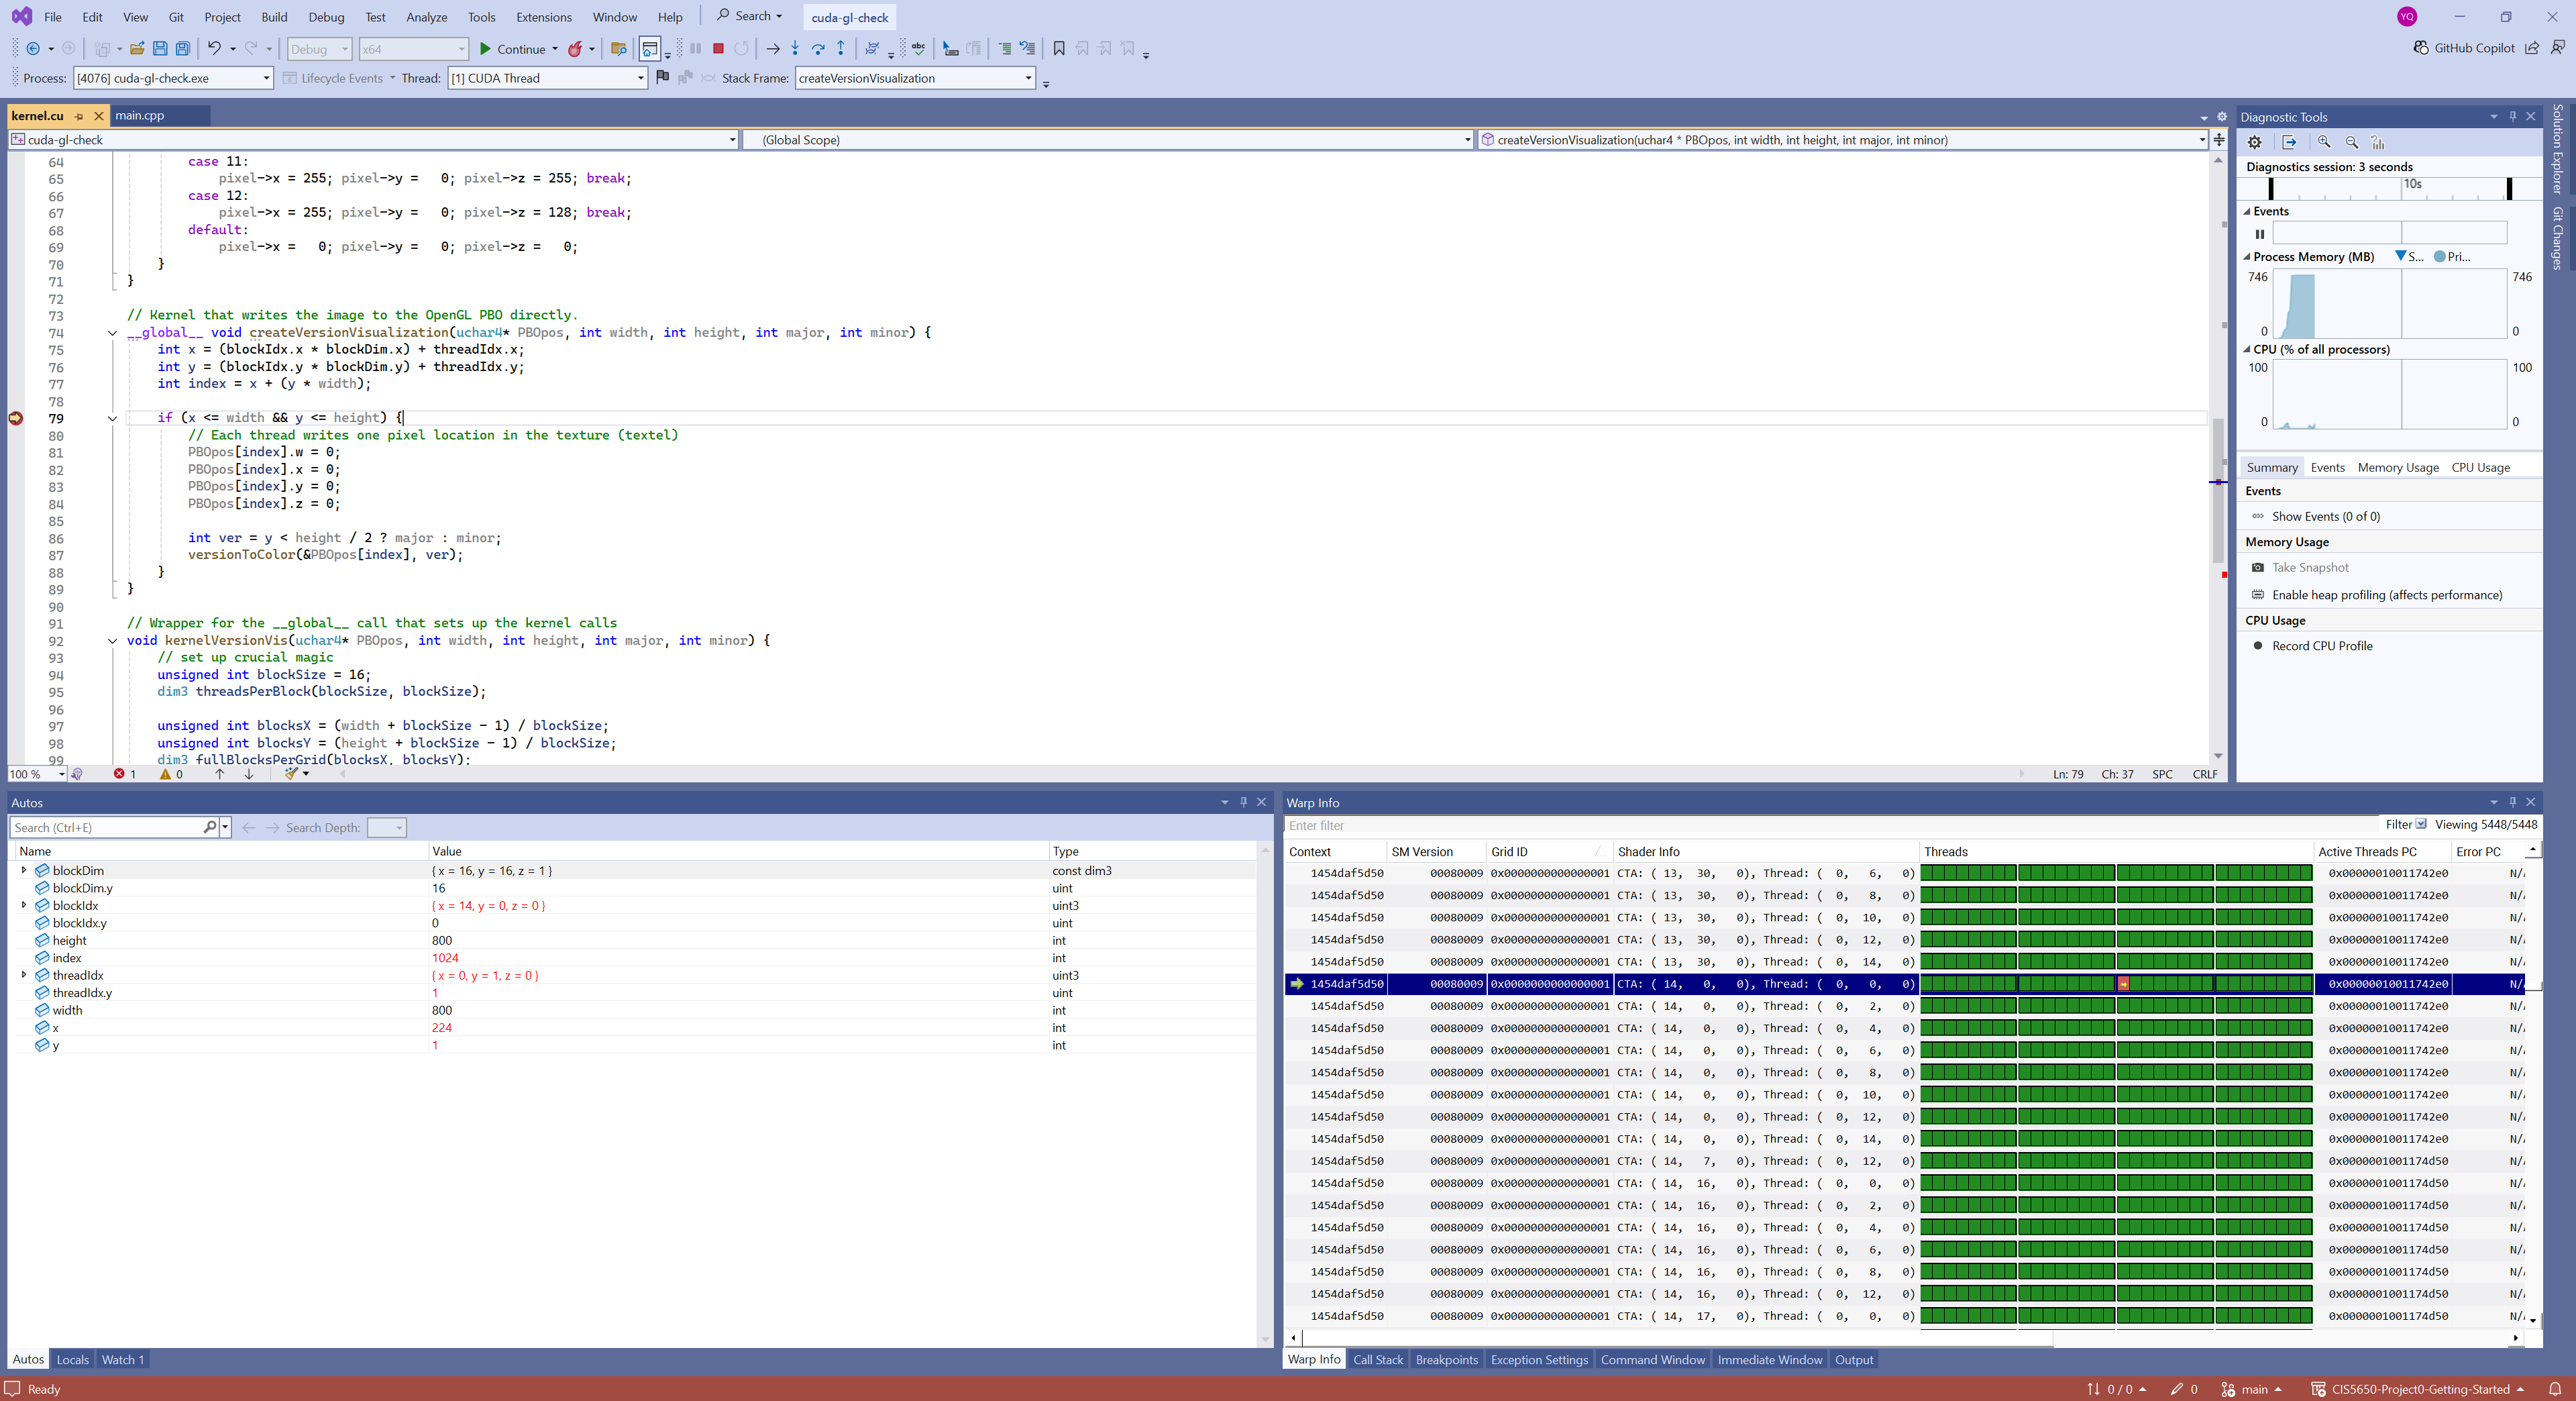 File Edit View Git Project Build Debug Test Analyze Tools Extensions Window Help Search cuda-gl-check YQ
Debug x64 Continue GitHub Copilot
Process: [4076] cuda-gl-check.exe Lifecycle Events Thread: [1] CUDA Thread Stack Frame: createVersionVisualization
kernel.cu main.cpp
cuda-gl-check (Global Scope) createVersionVisualization(uchar4 * PBOpos, int width, int height, int major, int minor)
64 case 11:
65 pixel->x = 255; pixel->y = 0; pixel->z = 255; break;
66 case 12:
67 pixel->x = 255; pixel->y = 0; pixel->z = 128; break;
68 default:
69 pixel->x = 0; pixel->y = 0; pixel->z = 0;
70 }
71 }
72
73 // Kernel that writes the image to the OpenGL PBO directly.
74 __global__ void createVersionVisualization(uchar4* PBOpos, int width, int height, int major, int minor) {
75 int x = (blockIdx.x * blockDim.x) + threadIdx.x;
76 int y = (blockIdx.y * blockDim.y) + threadIdx.y;
77 int index = x + (y * width);
78
79 if (x <= width && y <= height) {
80 // Each thread writes one pixel location in the texture (textel)
81 PBOpos[index].w = 0;
82 PBOpos[index].x = 0;
83 PBOpos[index].y = 0;
84 PBOpos[index].z = 0;
85
86 int ver = y < height / 2 ? major : minor;
87 versionToColor(&PBOpos[index], ver);
88 }
89 }
90
91 // Wrapper for the __global__ call that sets up the kernel calls
92 void kernelVersionVis(uchar4* PBOpos, int width, int height, int major, int minor) {
93 // set up crucial magic
94 unsigned int blockSize = 16;
95 dim3 threadsPerBlock(blockSize, blockSize);
96
97 unsigned int blocksX = (width + blockSize - 1) / blockSize;
98 unsigned int blocksY = (height + blockSize - 1) / blockSize;
99 dim3 fullBlocksPerGrid(blocksX, blocksY);
100 % 1 0 Ln: 79 Ch: 37 SPC CRLF
Diagnostic Tools
Diagnostics session: 3 seconds
10s
Events
Process Memory (MB) S... Pri...
746 746
0 0
CPU (% of all processors)
100 100
0 0
Summary Events Memory Usage CPU Usage
Events
Show Events (0 of 0)
Memory Usage
Take Snapshot
Enable heap profiling (affects performance)
CPU Usage
Record CPU Profile
Solution Explorer
Git Changes
Autos
Search (Ctrl+E) Search Depth:
Name Value Type
blockDim { x = 16, y = 16, z = 1 } const dim3
blockDim.y 16 uint
blockIdx { x = 14, y = 0, z = 0 } uint3
blockIdx.y 0 uint
height 800 int
index 1024 int
threadIdx { x = 0, y = 1, z = 0 } uint3
threadIdx.y 1 uint
width 800 int
x 224 int
y 1 int
Autos Locals Watch 1
Warp Info
Enter filter Filter Viewing 5448/5448
Context SM Version Grid ID Shader Info Threads Active Threads PC Error PC
1454daf5d50 00080009 0x0000000000000001 CTA: ( 13, 30, 0), Thread: ( 0, 6, 0) 0x00000010011742e0 N/
1454daf5d50 00080009 0x0000000000000001 CTA: ( 13, 30, 0), Thread: ( 0, 8, 0) 0x00000010011742e0 N/
1454daf5d50 00080009 0x0000000000000001 CTA: ( 13, 30, 0), Thread: ( 0, 10, 0) 0x00000010011742e0 N/
1454daf5d50 00080009 0x0000000000000001 CTA: ( 13, 30, 0), Thread: ( 0, 12, 0) 0x00000010011742e0 N/
1454daf5d50 00080009 0x0000000000000001 CTA: ( 13, 30, 0), Thread: ( 0, 14, 0) 0x00000010011742e0 N/
1454daf5d50 00080009 0x0000000000000001 CTA: ( 14, 0, 0), Thread: ( 0, 0, 0) 0x00000010011742e0 N/
1454daf5d50 00080009 0x0000000000000001 CTA: ( 14, 0, 0), Thread: ( 0, 2, 0) 0x00000010011742e0 N/
1454daf5d50 00080009 0x0000000000000001 CTA: ( 14, 0, 0), Thread: ( 0, 4, 0) 0x00000010011742e0 N/
1454daf5d50 00080009 0x0000000000000001 CTA: ( 14, 0, 0), Thread: ( 0, 6, 0) 0x00000010011742e0 N/
1454daf5d50 00080009 0x0000000000000001 CTA: ( 14, 0, 0), Thread: ( 0, 8, 0) 0x00000010011742e0 N/
1454daf5d50 00080009 0x0000000000000001 CTA: ( 14, 0, 0), Thread: ( 0, 10, 0) 0x00000010011742e0 N/
1454daf5d50 00080009 0x0000000000000001 CTA: ( 14, 0, 0), Thread: ( 0, 12, 0) 0x00000010011742e0 N/
1454daf5d50 00080009 0x0000000000000001 CTA: ( 14, 0, 0), Thread: ( 0, 14, 0) 0x00000010011742e0 N/
1454daf5d50 00080009 0x0000000000000001 CTA: ( 14, 7, 0), Thread: ( 0, 12, 0) 0x0000001001174d50 N/
1454daf5d50 00080009 0x0000000000000001 CTA: ( 14, 16, 0), Thread: ( 0, 0, 0) 0x0000001001174d50 N/
1454daf5d50 00080009 0x0000000000000001 CTA: ( 14, 16, 0), Thread: ( 0, 2, 0) 0x0000001001174d50 N/
1454daf5d50 00080009 0x0000000000000001 CTA: ( 14, 16, 0), Thread: ( 0, 4, 0) 0x0000001001174d50 N/
1454daf5d50 00080009 0x0000000000000001 CTA: ( 14, 16, 0), Thread: ( 0, 6, 0) 0x0000001001174d50 N/
1454daf5d50 00080009 0x0000000000000001 CTA: ( 14, 16, 0), Thread: ( 0, 8, 0) 0x0000001001174d50 N/
1454daf5d50 00080009 0x0000000000000001 CTA: ( 14, 16, 0), Thread: ( 0, 12, 0) 0x0000001001174d50 N/
1454daf5d50 00080009 0x0000000000000001 CTA: ( 14, 17, 0), Thread: ( 0, 0, 0) 0x0000001001174d50 N/
Warp Info Call Stack Breakpoints Exception Settings Command Window Immediate Window Output
Ready 0 / 0 0 main CIS5650-Project0-Getting-Started